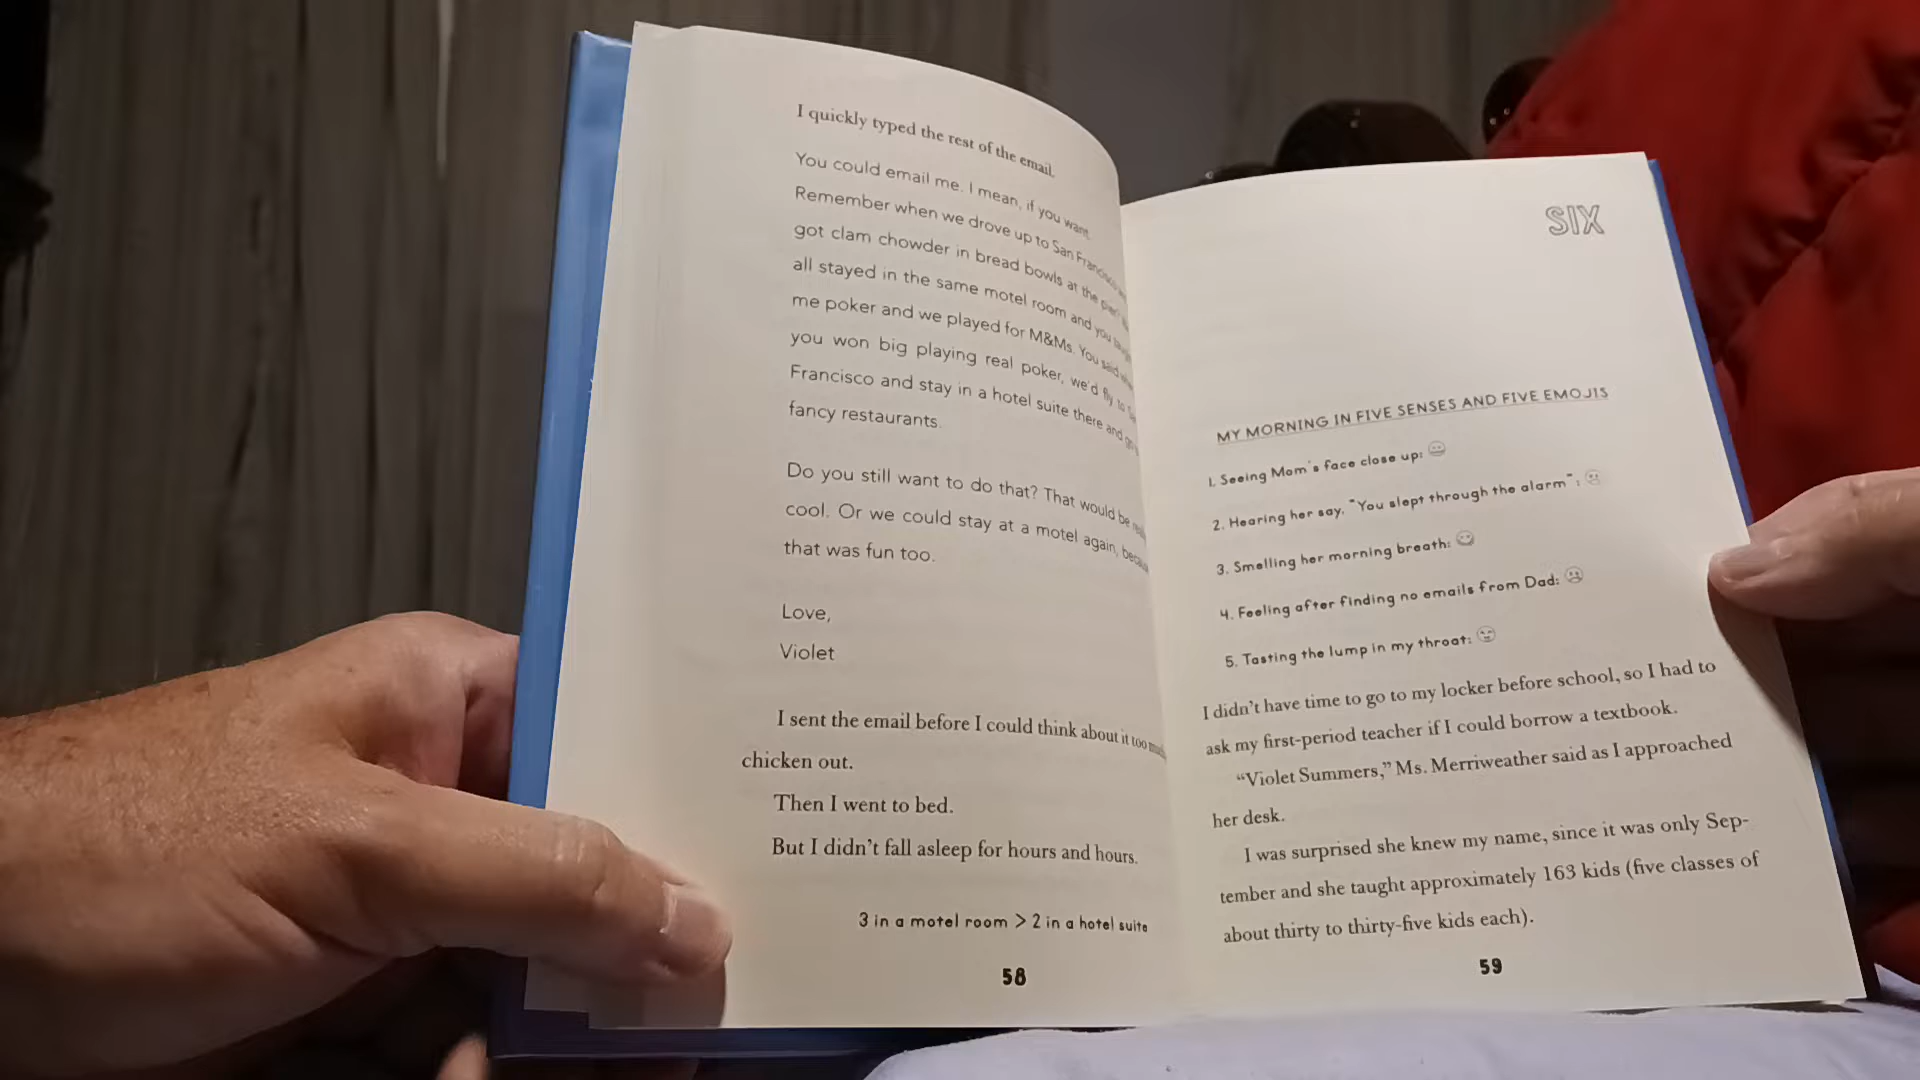 I quickly typed the rest of the email.
You could email me. I mean, if you want.
Remember when we drove up to San Francisco
got clam chowder in bread bowls at the pier?
all stayed in the same motel room and you
me poker and we played for M&Ms. You said
you won big playing real poker, we'd fly to
Francisco and stay in a hotel suite there and
fancy restaurants.
Do you still want to do that? That would be
cool. Or we could stay at a motel again,
that was fun too.
Love,
Violet
I sent the email before I could think about it too
chicken out.
Then I went to bed.
But I didn't fall asleep for hours and hours.
3 in a motel room > 2 in a hotel suite
58
SIX
MY MORNING IN FIVE SENSES AND FIVE EMOJIS
1. Seeing Mom's face close up:
2. Hearing her say, "You slept through the alarm":
3. Smelling her morning breath:
4. Feeling after finding no emails from Dad:
5. Tasting the lump in my throat:
I didn't have time to go to my locker before school, so I had to
ask my first-period teacher if I could borrow a textbook.
“Violet Summers,” Ms. Merriweather said as I approached
her desk.
I was surprised she knew my name, since it was only Sep-
tember and she taught approximately 163 kids (five classes of
about thirty to thirty-five kids each).
59